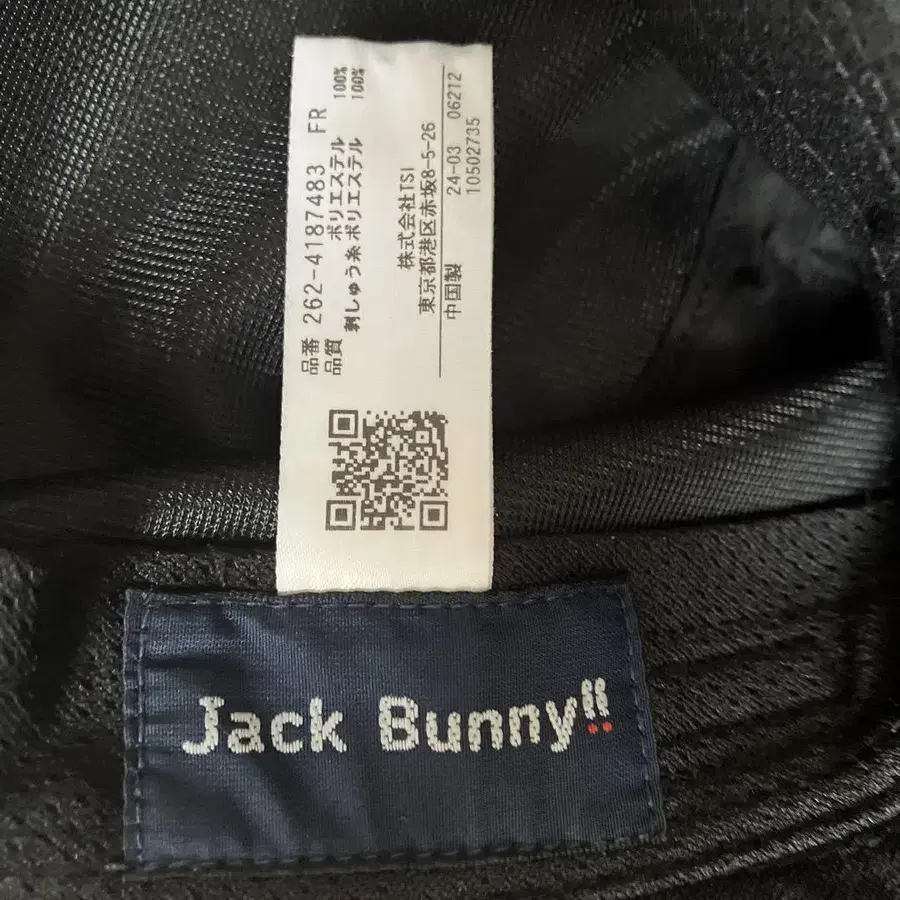 品番 262-4187483 FR
品質 ポリエステル 100%
刺しゅう糸ポリエステル 100%
株式会社TSI
東京都港区赤坂8-5-26
中国製 24-03 06212
10502735
Jack Bunny!!